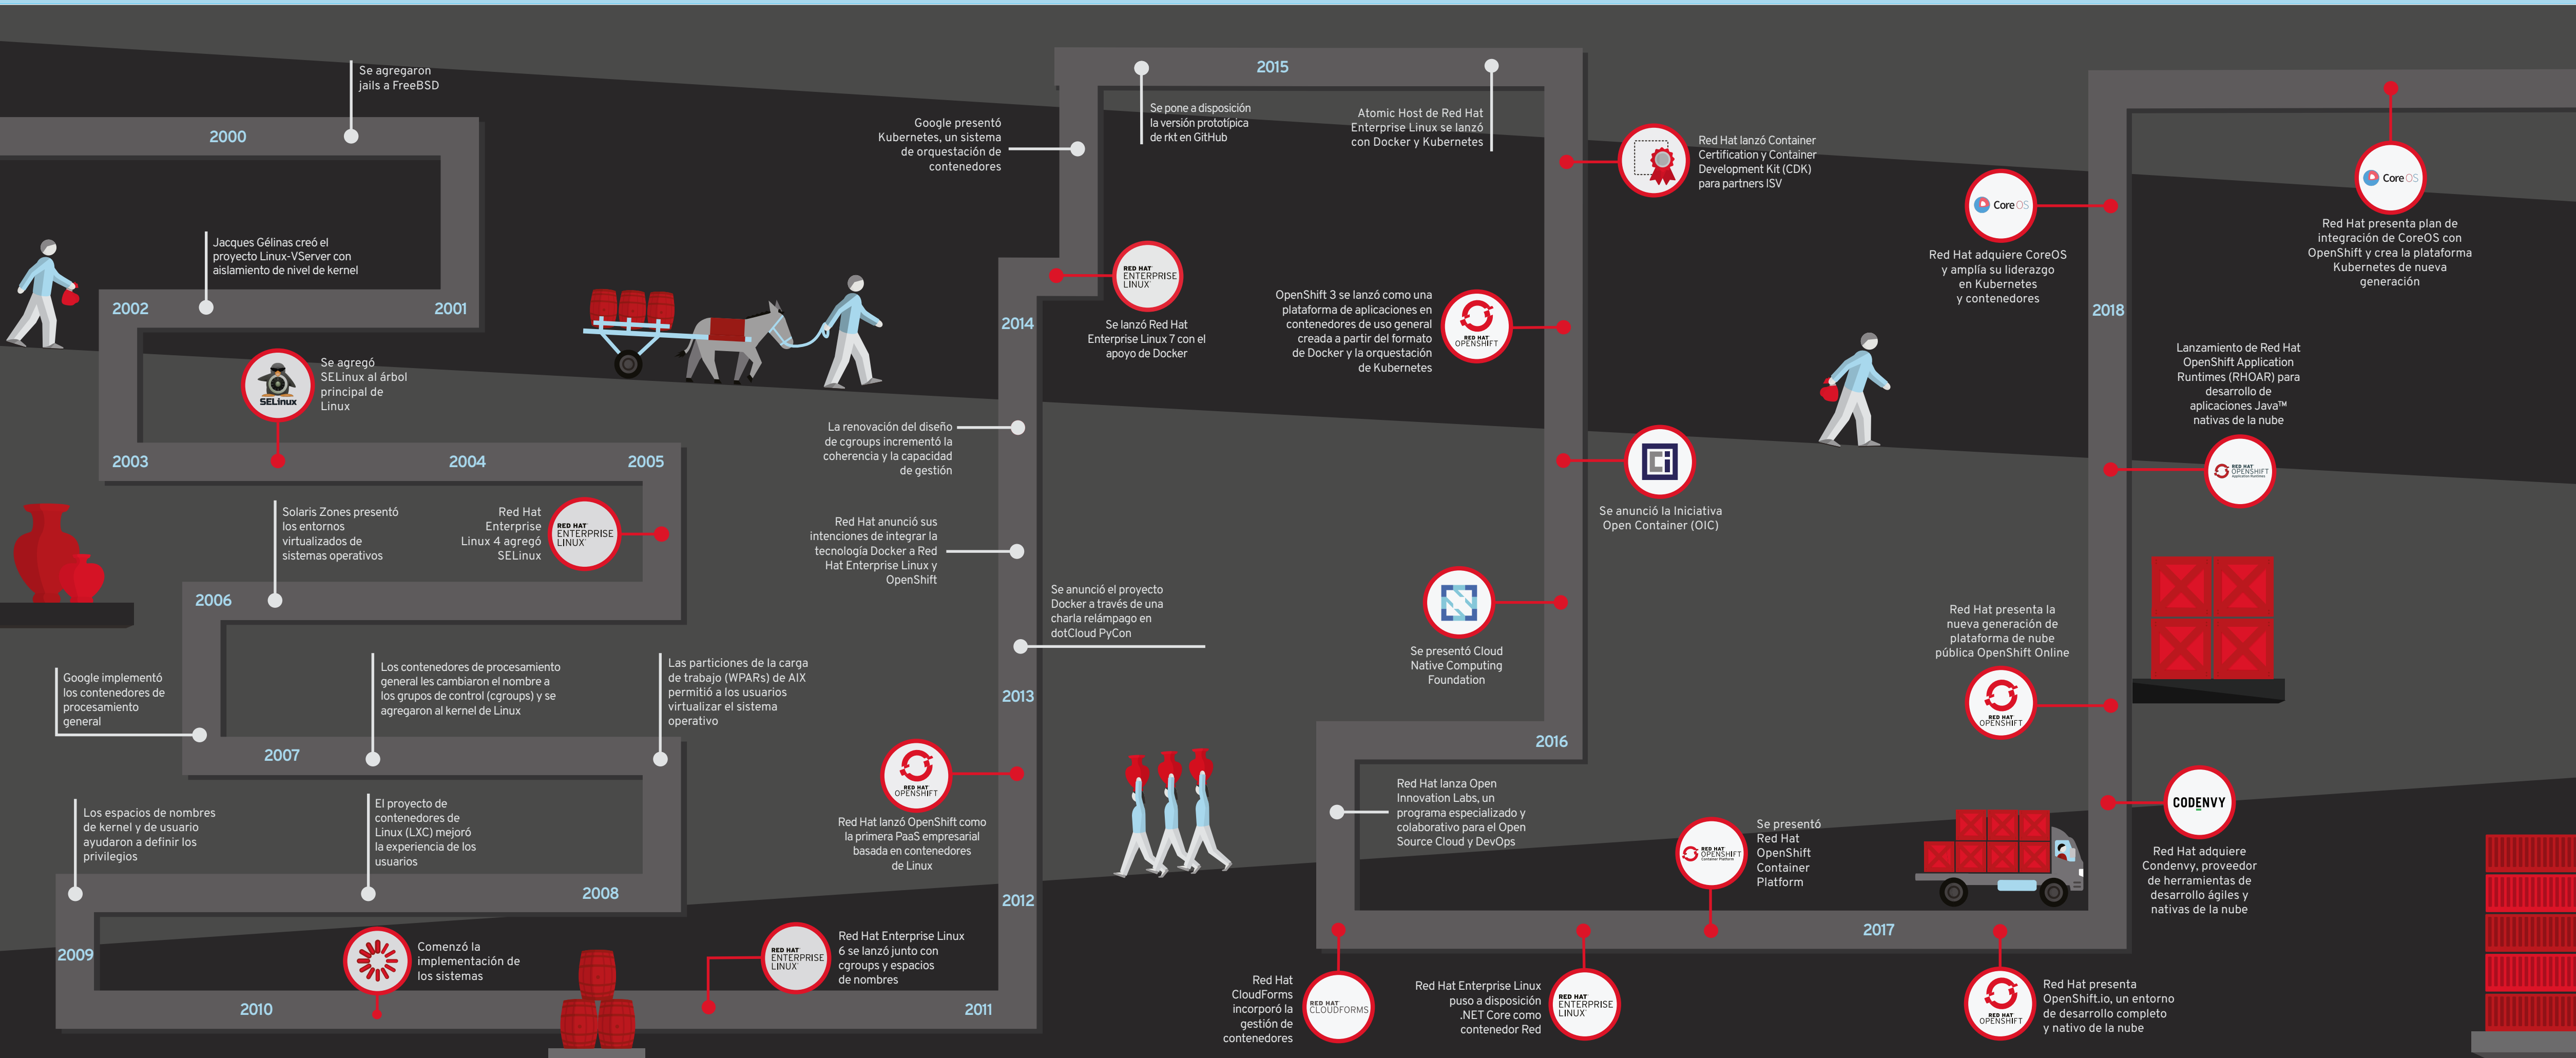 2000
Se agregaron
jails a FreeBSD
2001
Jacques Gélinas creó el
proyecto Linux-VServer con
aislamiento de nivel de kernel
2002
2003
SELinux
Se agregó
SELinux al árbol
principal de
Linux
2004
2005
RED HAT
ENTERPRISE
LINUX
Red Hat
Enterprise
Linux 4 agregó
SELinux
Solaris Zones presentó
los entornos
virtualizados de
sistemas operativos
2006
Google implementó
los contenedores de
procesamiento
general
2007
Los contenedores de procesamiento
general les cambiaron el nombre a
los grupos de control (cgroups) y se
agregaron al kernel de Linux
Las particiones de la carga
de trabajo (WPARs) de AIX
permitió a los usuarios
virtualizar el sistema
operativo
2008
El proyecto de
contenedores de
Linux (LXC) mejoró
la experiencia de los
usuarios
Los espacios de nombres
de kernel y de usuario
ayudaron a definir los
privilegios
2009
2010
Comenzó la
implementación de
los sistemas
RED HAT
ENTERPRISE
LINUX
Red Hat Enterprise Linux
6 se lanzó junto con
cgroups y espacios
de nombres
2011
2012
RED HAT
OPENSHIFT
Red Hat lanzó OpenShift como
la primera PaaS empresarial
basada en contenedores
de Linux
2013
Se anunció el proyecto
Docker a través de una
charla relámpago en
dotCloud PyCon
Red Hat anunció sus
intenciones de integrar la
tecnología Docker a Red
Hat Enterprise Linux y
OpenShift
La renovación del diseño
de cgroups incrementó la
coherencia y la capacidad
de gestión
2014
RED HAT
ENTERPRISE
LINUX
Se lanzó Red Hat
Enterprise Linux 7 con el
apoyo de Docker
Google presentó
Kubernetes, un sistema
de orquestación de
contenedores
2015
Se pone a disposición
la versión prototípica
de rkt en GitHub
Atomic Host de Red Hat
Enterprise Linux se lanzó
con Docker y Kubernetes
Red Hat lanzó Container
Certification y Container
Development Kit (CDK)
para partners ISV
OpenShift 3 se lanzó como una
plataforma de aplicaciones en
contenedores de uso general
creada a partir del formato
de Docker y la orquestación
de Kubernetes
RED HAT
OPENSHIFT
Se anunció la Iniciativa
Open Container (OIC)
Se presentó Cloud
Native Computing
Foundation
2016
Red Hat lanza Open
Innovation Labs, un
programa especializado y
colaborativo para el Open
Source Cloud y DevOps
Red Hat
CloudForms
incorporó la
gestión de
contenedores
RED HAT
CLOUDFORMS
Red Hat Enterprise Linux
puso a disposición
.NET Core como
contenedor Red
RED HAT
ENTERPRISE
LINUX
RED HAT
OPENSHIFT
Container Platform
Se presentó
Red Hat
OpenShift
Container
Platform
2017
RED HAT
OPENSHIFT
Red Hat presenta
OpenShift.io, un entorno
de desarrollo completo
y nativo de la nube
CODENVY
Red Hat adquiere
Condenvy, proveedor
de herramientas de
desarrollo ágiles y
nativas de la nube
Red Hat presenta la
nueva generación de
plataforma de nube
pública OpenShift Online
RED HAT
OPENSHIFT
Lanzamiento de Red Hat
OpenShift Application
Runtimes (RHOAR) para
desarrollo de
aplicaciones Java™
nativas de la nube
RED HAT
OPENSHIFT
Application Runtimes
2018
CoreOS
Red Hat adquiere CoreOS
y amplía su liderazgo
en Kubernetes
y contenedores
CoreOS
Red Hat presenta plan de
integración de CoreOS con
OpenShift y crea la plataforma
Kubernetes de nueva
generación